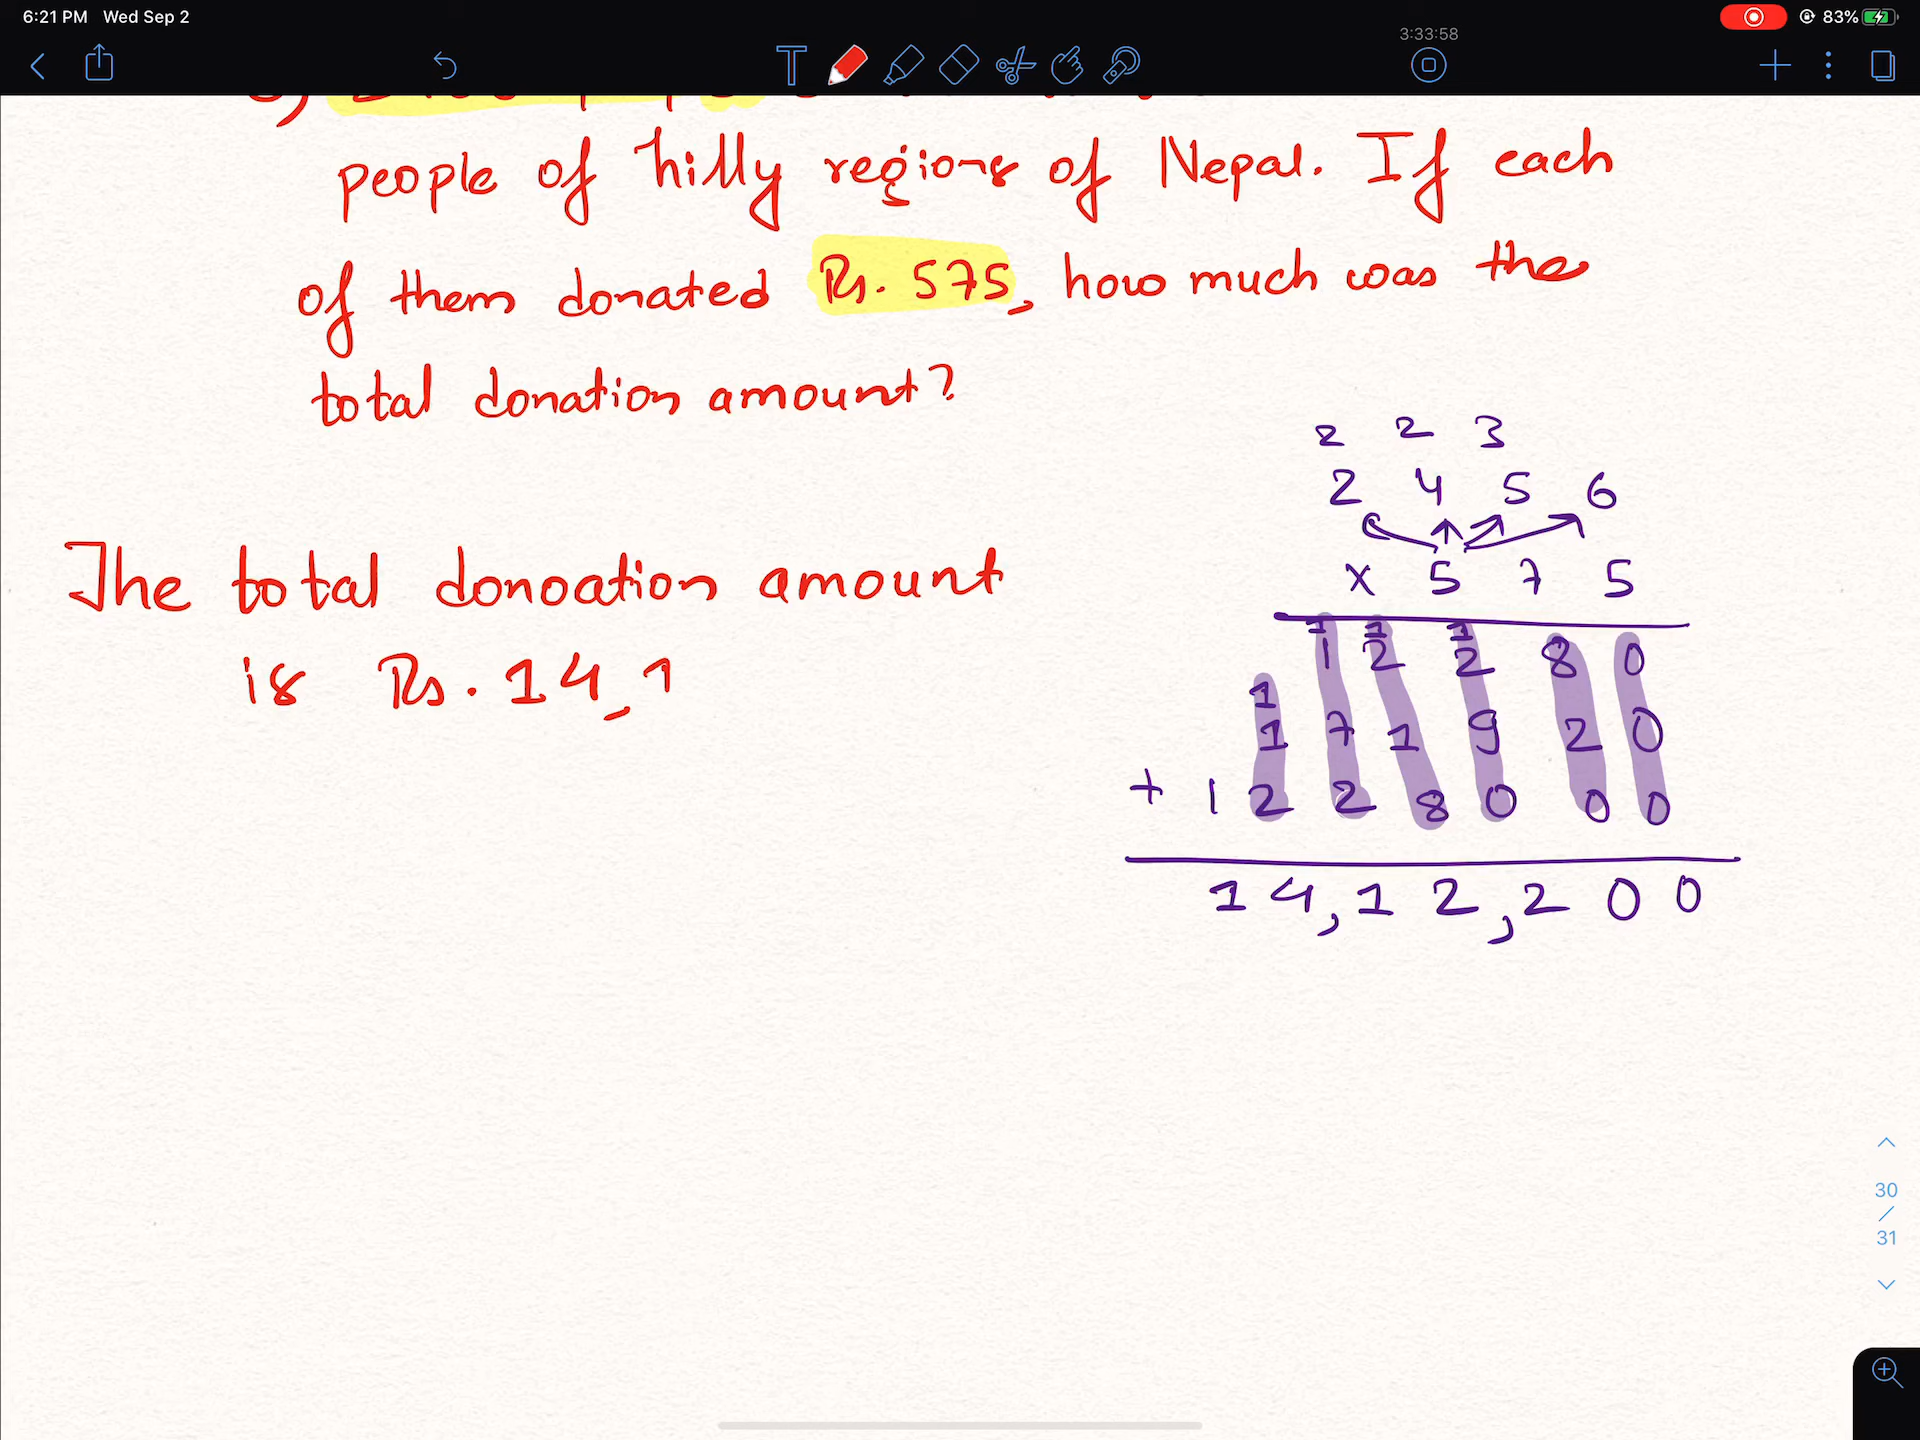 6:21 PM Wed Sep 2
83%
3:33:58
people of hilly regions of Nepal. If each
of them donated Rs. 575, how much was the
total donation amount?
2 2 3
2 4 5 6
x 5 7 5
1 1 1
1 2 2 8 0
1
1 7 1 9 2 0
+ 1 2 2 8 0 0 0
14,12,200
The total donoation amount
is Rs. 14,1
30
/
31